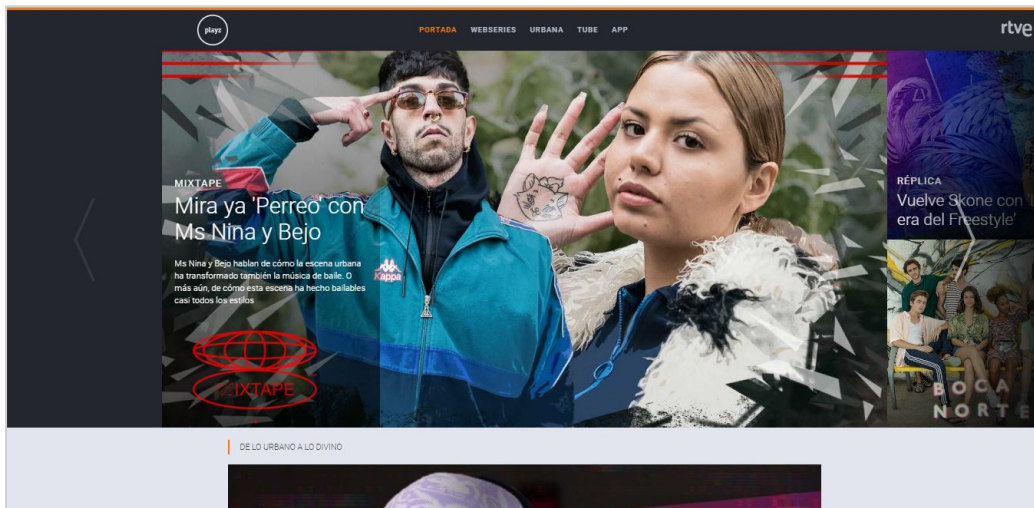 playz
PORTADA WEBSERIES URBANA TUBE APP
rtve
MIXTAPE
Mira ya 'Perreo' con
Ms Nina y Bejo
Ms Nina y Bejo hablan de cómo la escena urbana
ha transformado también la música de baile. O
más aún, de cómo esta escena ha hecho bailables
casi todos los estilos
Kappa
MIXTAPE
RÉPLICA
Vuelve Skone con
era del Freestyle'
BOCA
NORTE
DE LO URBANO A LO DIVINO